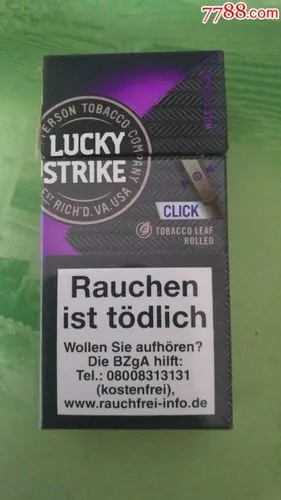 7788.com
ERSON TOBACCO COMPANY
LUCKY
STRIKE
EST RICH'D. VA. USA
CLICK
TOBACCO LEAF
ROLLED
Rauchen
ist tödlich
Wollen Sie aufhören?
Die BZgA hilft:
Tel.: 08008313131
(kostenfrei),
www.rauchfrei-info.de